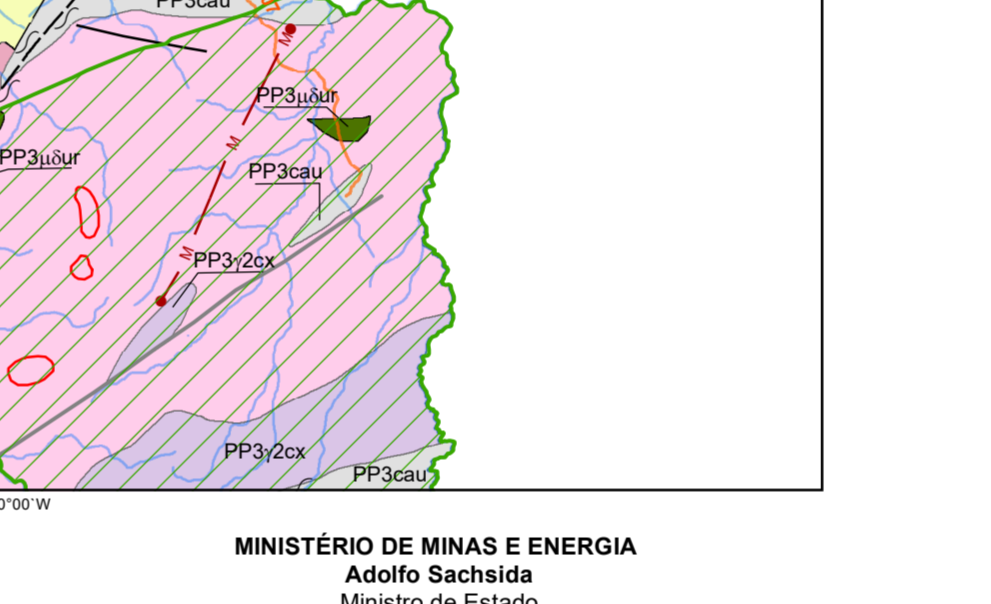 PP3cau
M
PP3μδur
M
PP3μδur
PP3cau
M
PP3γ2cx
PP3γ2cx
PP3cau
0°00`W
MINISTÉRIO DE MINAS E ENERGIA
Adolfo Sachsida
Ministro de Estado